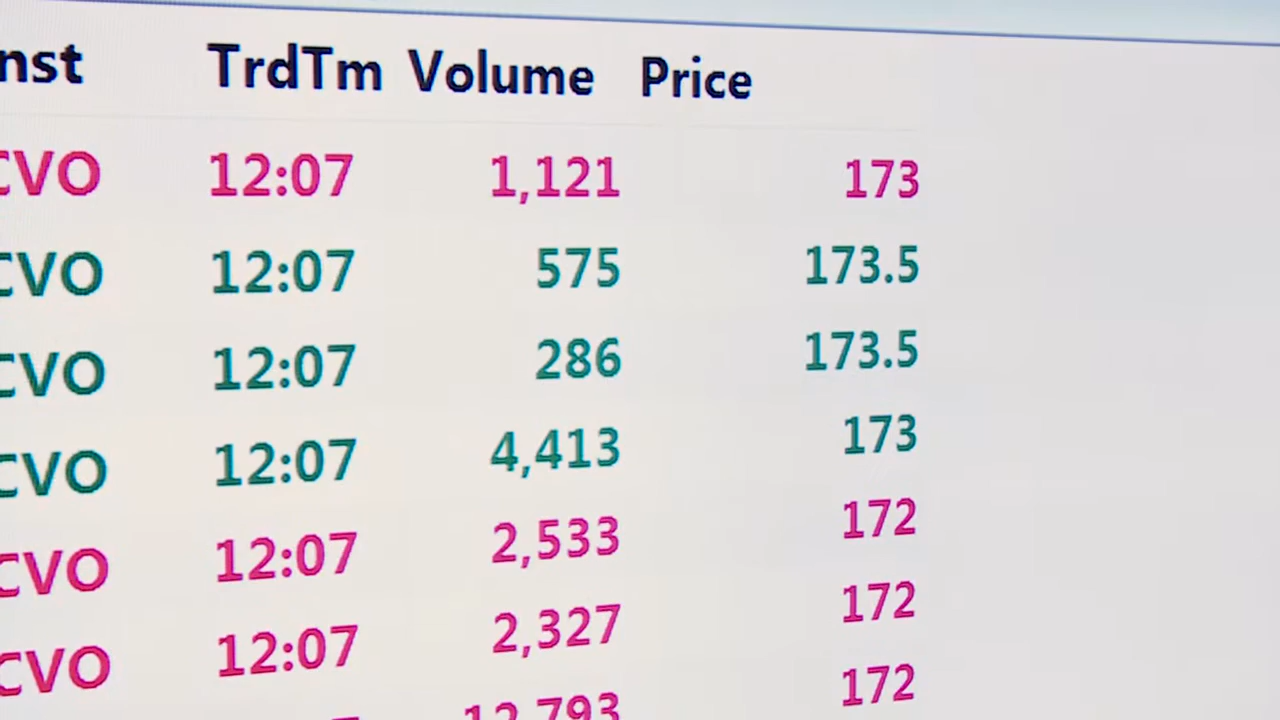 nst TrdTm Volume Price
CVO 12:07 1,121 173
CVO 12:07 575 173.5
CVO 12:07 286 173.5
CVO 12:07 4,413 173
CVO 12:07 2,533 172
CVO 12:07 2,327 172
12,793 172